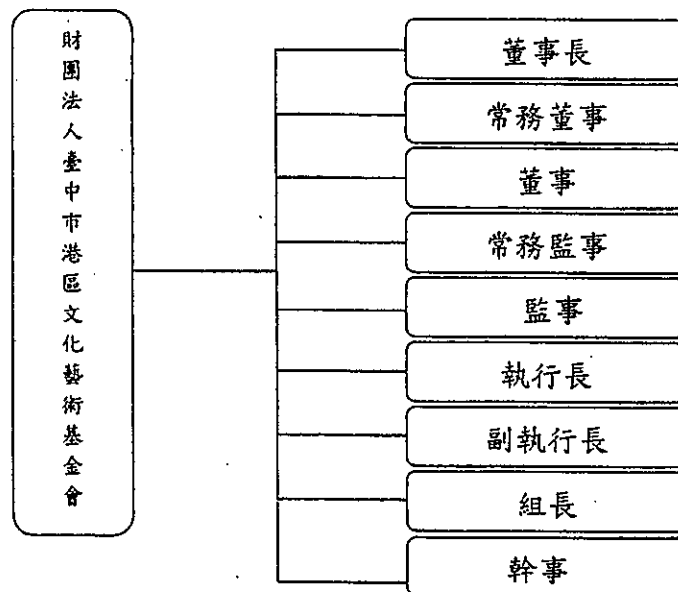 財團法人臺中市港區文化藝術基金會
董事長
常務董事
董事
常務監事
監事
執行長
副執行長
組長
幹事